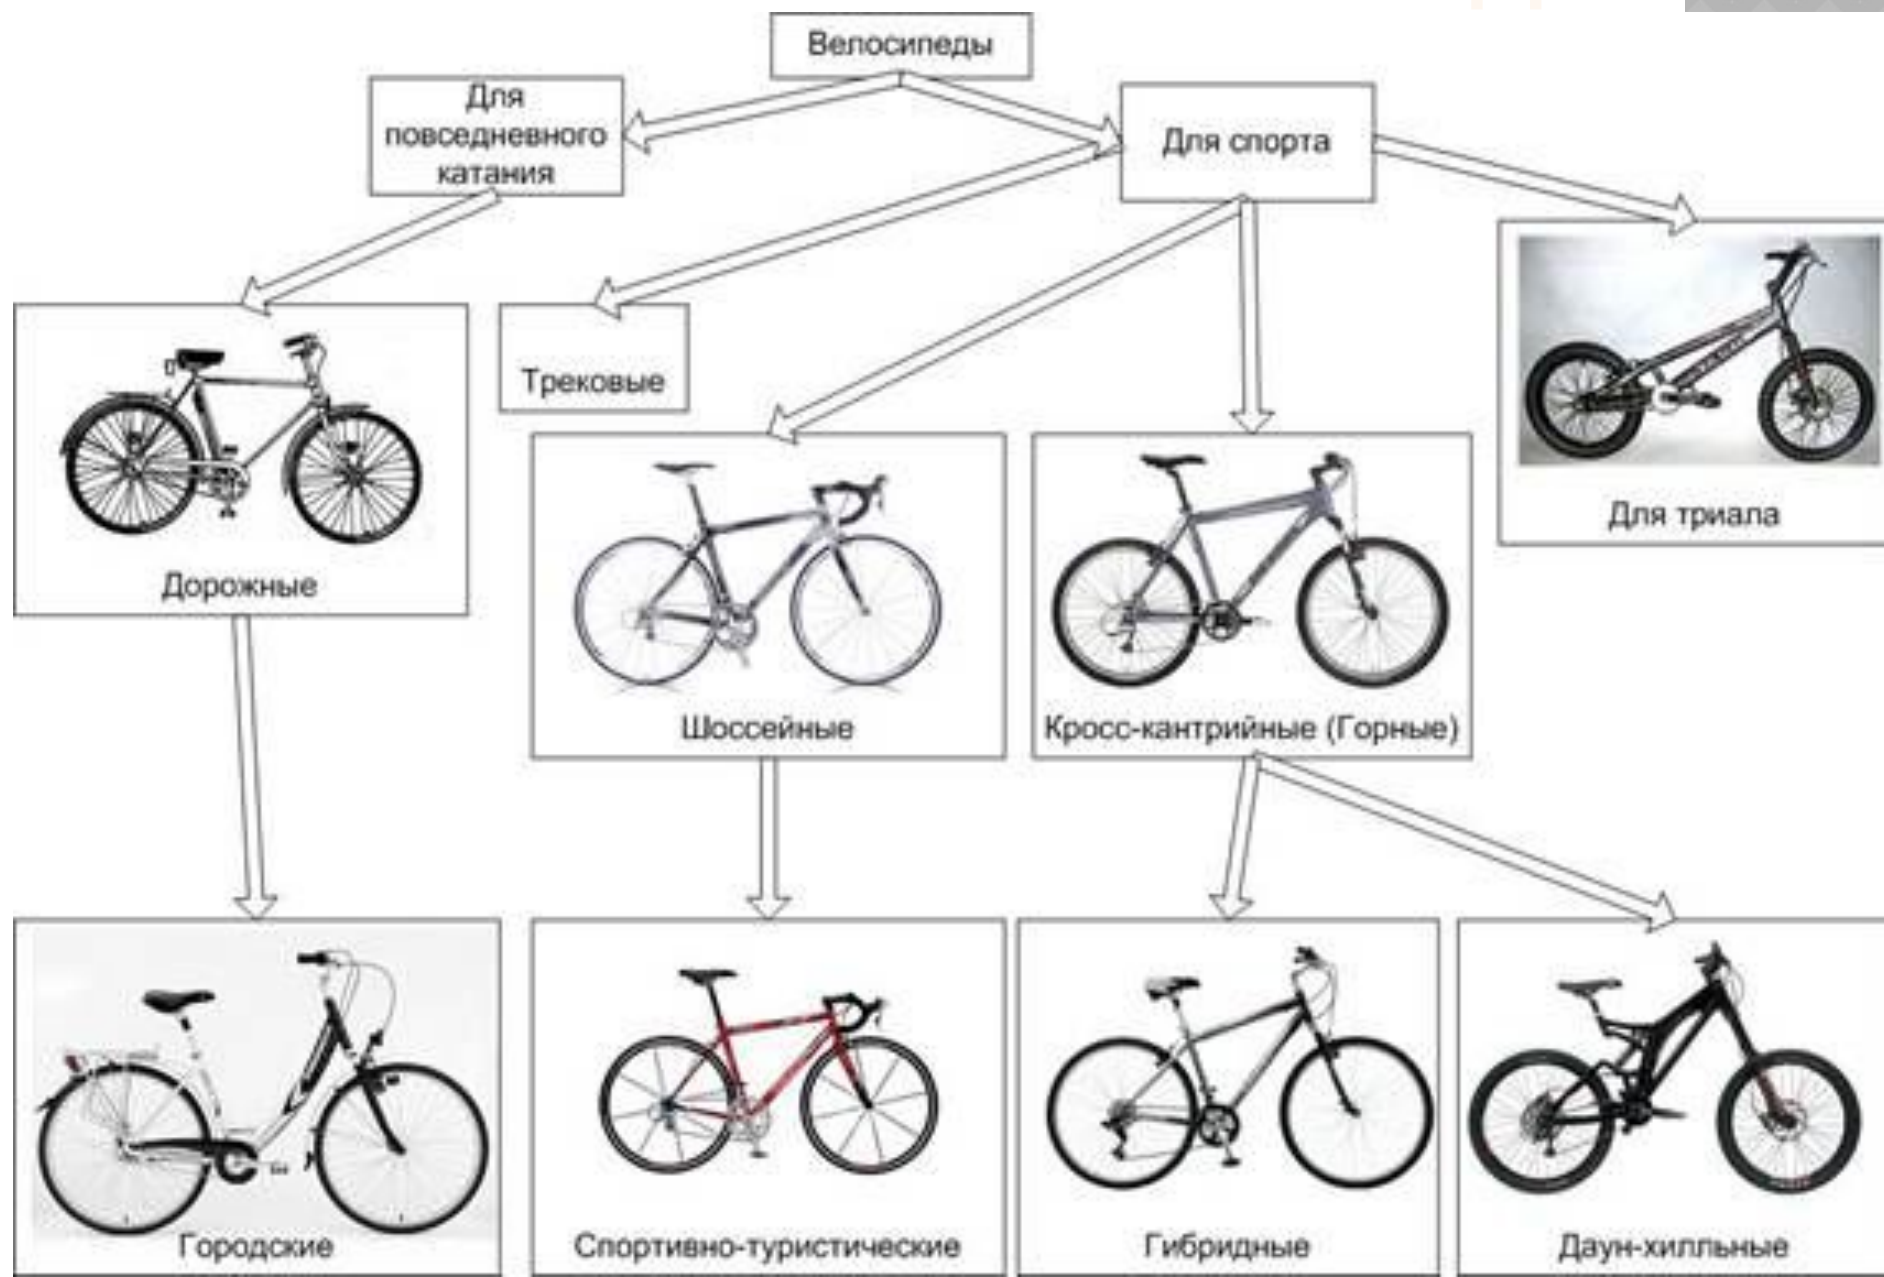 Велосипеды
Для
повседневного
катания
Для спорта
Трековые
Для триала
Дорожные
Шоссейные
Кросс-кантрийные (Горные)
Городские
Спортивно-туристические
Гибридные
Даун-хилльные